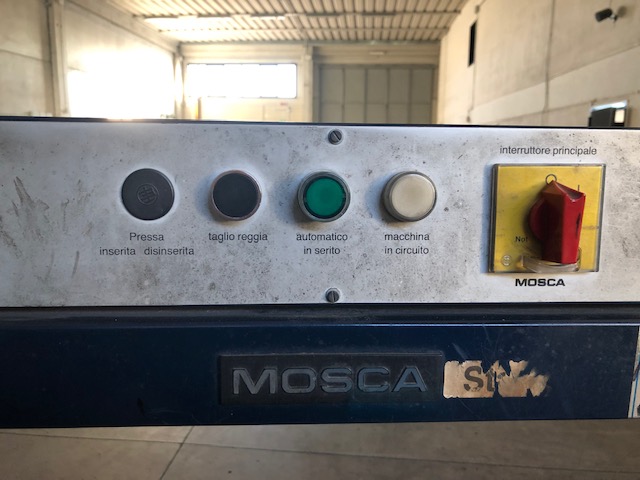 interruttore principale
Pressa
inserita disinserita
taglio reggia
automatico
in serito
macchina
in circuito
MOSCA
MOSCA